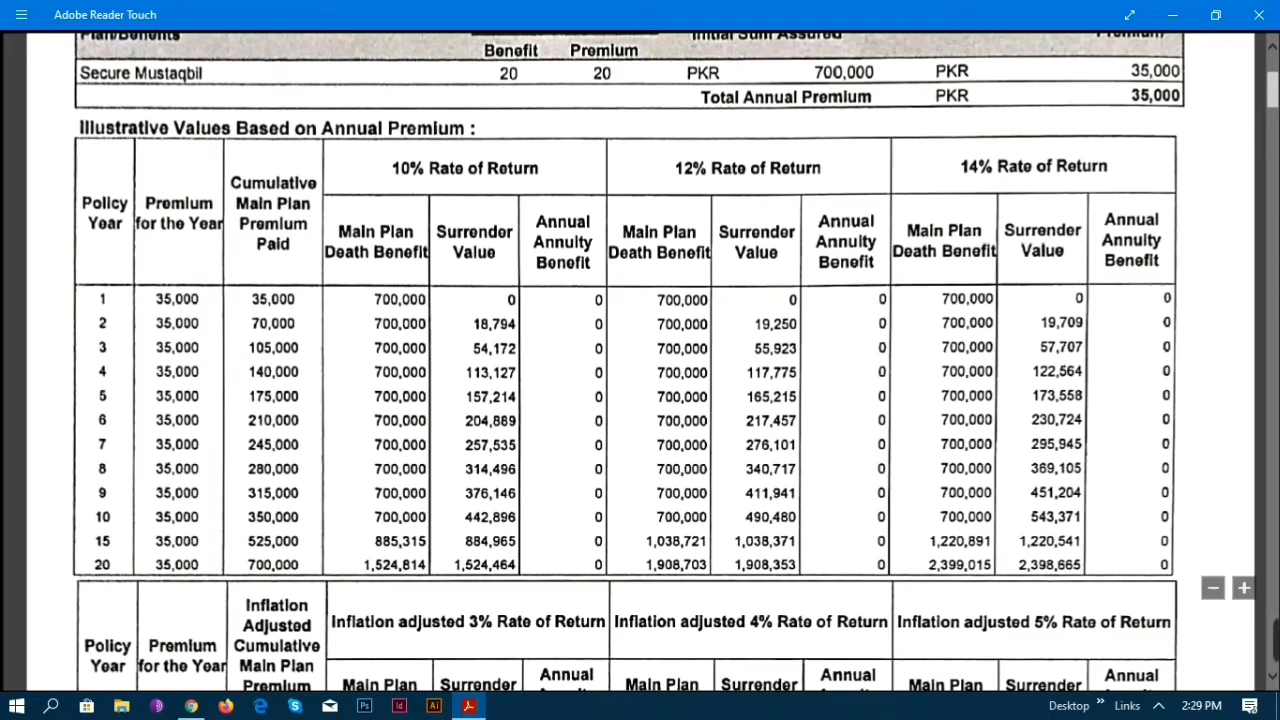 Adobe Reader Touch
Plan/Benefits Initial Sum Assured Premium
Benefit Premium
Secure Mustaqbil 20 20 PKR 700,000 PKR 35,000
Total Annual Premium PKR 35,000
Illustrative Values Based on Annual Premium :
Policy Year Premium for the Year Cumulative Main Plan Premium Paid 10% Rate of Return 12% Rate of Return 14% Rate of Return
Main Plan Death Benefit Surrender Value Annual Annuity Benefit Main Plan Death Benefit Surrender Value Annual Annuity Benefit Main Plan Death Benefit Surrender Value Annual Annuity Benefit
1 35,000 35,000 700,000 0 0 700,000 0 0 700,000 0 0
2 35,000 70,000 700,000 18,794 0 700,000 19,250 0 700,000 19,709 0
3 35,000 105,000 700,000 54,172 0 700,000 55,923 0 700,000 57,707 0
4 35,000 140,000 700,000 113,127 0 700,000 117,775 0 700,000 122,564 0
5 35,000 175,000 700,000 157,214 0 700,000 165,215 0 700,000 173,558 0
6 35,000 210,000 700,000 204,889 0 700,000 217,457 0 700,000 230,724 0
7 35,000 245,000 700,000 257,535 0 700,000 276,101 0 700,000 295,945 0
8 35,000 280,000 700,000 314,496 0 700,000 340,717 0 700,000 369,105 0
9 35,000 315,000 700,000 376,146 0 700,000 411,941 0 700,000 451,204 0
10 35,000 350,000 700,000 442,896 0 700,000 490,480 0 700,000 543,371 0
15 35,000 525,000 885,315 884,965 0 1,038,721 1,038,371 0 1,220,891 1,220,541 0
20 35,000 700,000 1,524,814 1,524,464 0 1,908,703 1,908,353 0 2,399,015 2,398,665 0
Policy Year Premium for the Year Inflation Adjusted Cumulative Main Plan Premium Inflation adjusted 3% Rate of Return Inflation adjusted 4% Rate of Return Inflation adjusted 5% Rate of Return
Main Plan Surrender Annual Main Plan Surrender Annual Main Plan Surrender Annual
Ps Id Ai Desktop Links 2:29 PM